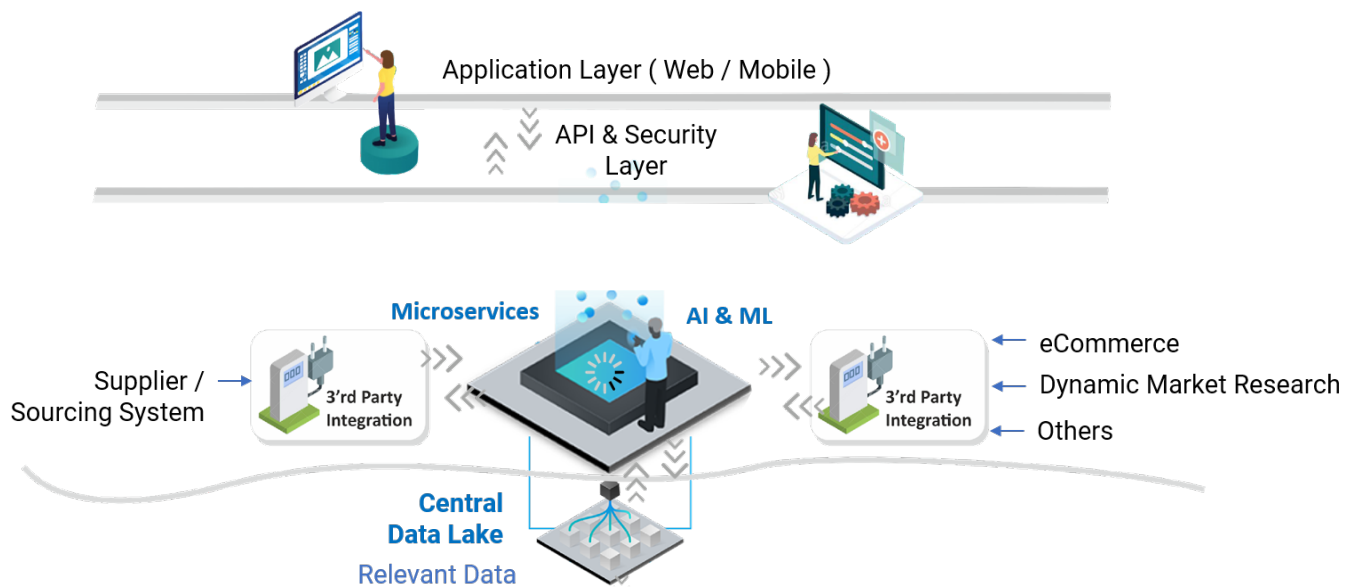 Application Layer ( Web / Mobile )
API & Security
Layer
Microservices
AI & ML
Supplier /
Sourcing System
3'rd Party
Integration
3'rd Party
Integration
eCommerce
Dynamic Market Research
Others
Central
Data Lake
Relevant Data